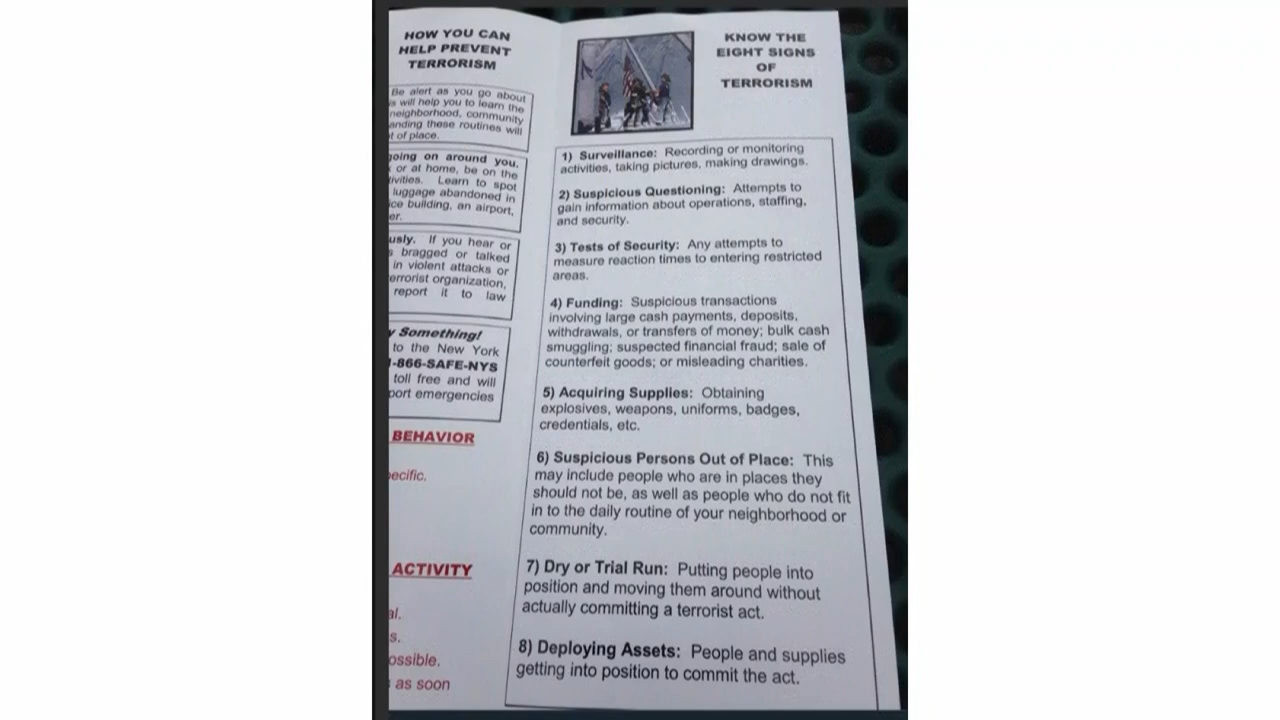 HOW YOU CAN
HELP PREVENT
TERRORISM
Be alert as you go about
will help you to learn the
neighborhood, community
these routines will
of place.
going on around you.
or at home, be on the
Learn to spot
luggage abandoned in
building, an airport,
If you hear or
bragged or talked
in violent attacks or
organization,
report it to law
Something!
to the New York
1-866-SAFE-NYS
toll free and will
emergencies
BEHAVIOR
ACTIVITY
as soon
KNOW THE
EIGHT SIGNS
OF
TERRORISM
1) Surveillance: Recording or monitoring
activities, taking pictures, making drawings.
2) Suspicious Questioning: Attempts to
gain information about operations, staffing,
and security.
3) Tests of Security: Any attempts to
measure reaction times to entering restricted
areas.
4) Funding: Suspicious transactions
involving large cash payments, deposits,
withdrawals, or transfers of money; bulk cash
smuggling; suspected financial fraud; sale of
counterfeit goods; or misleading charities.
5) Acquiring Supplies: Obtaining
explosives, weapons, uniforms, badges,
credentials, etc.
6) Suspicious Persons Out of Place: This
may include people who are in places they
should not be, as well as people who do not fit
in to the daily routine of your neighborhood or
community.
7) Dry or Trial Run: Putting people into
position and moving them around without
actually committing a terrorist act.
8) Deploying Assets: People and supplies
getting into position to commit the act.